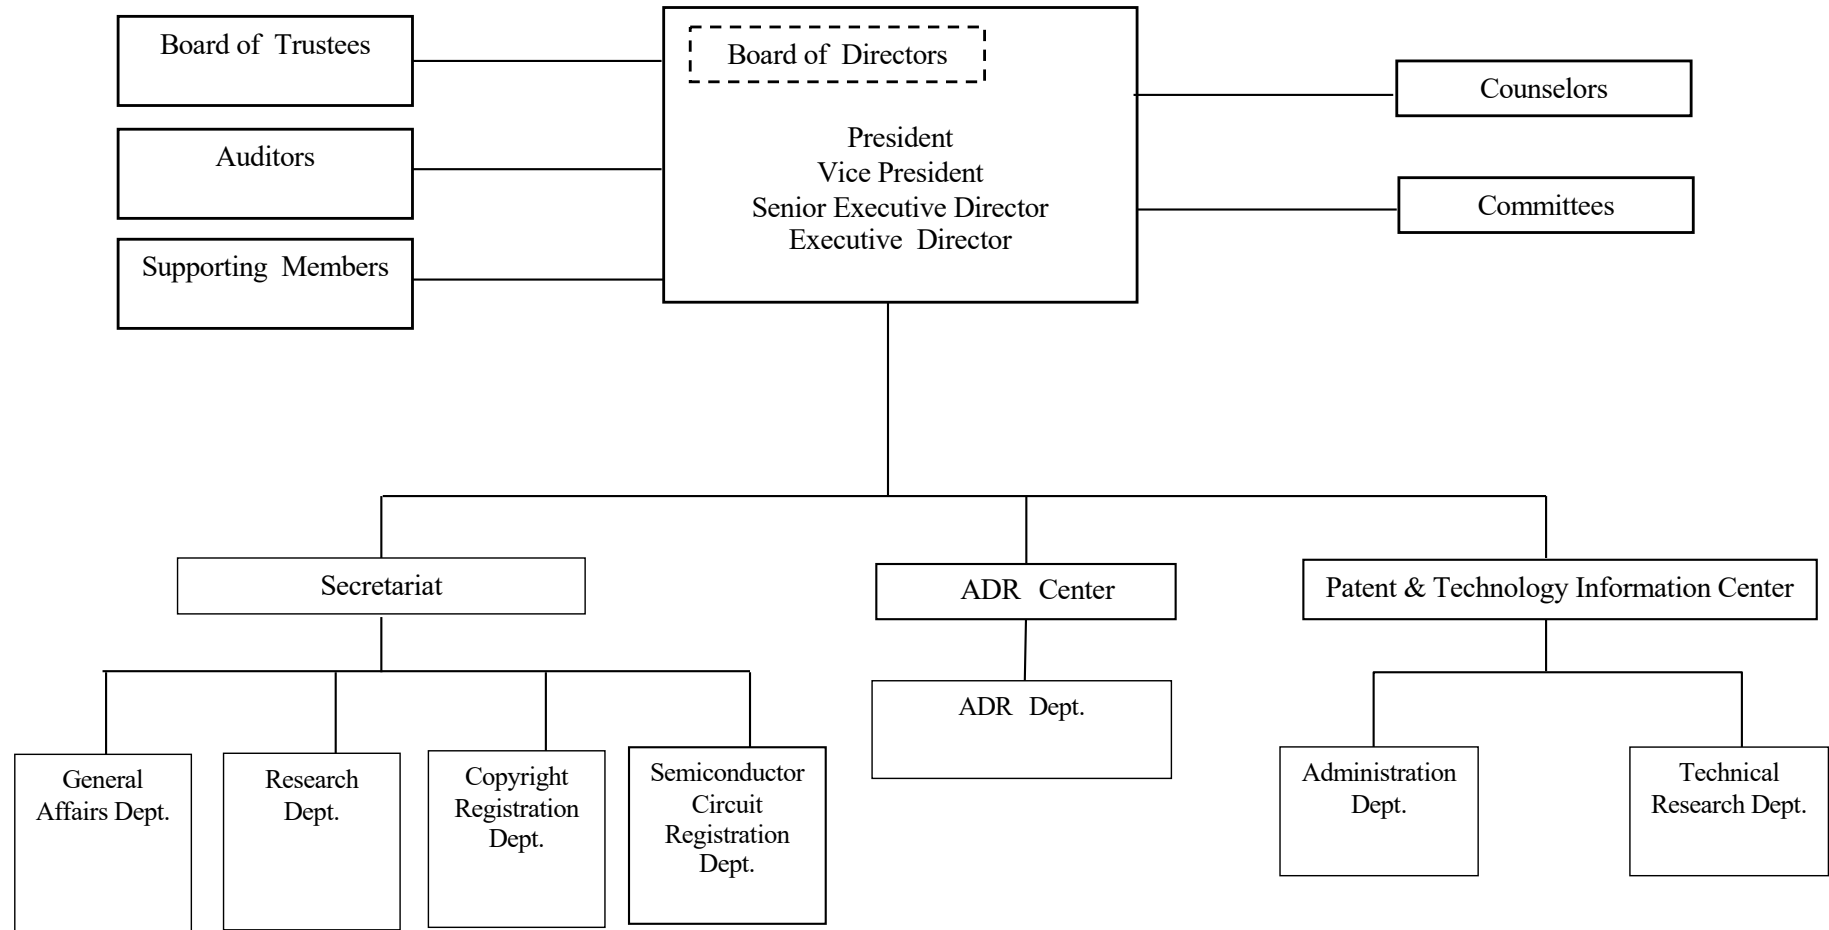 Board of Trustees
Auditors
Supporting Members
Board of Directors
President
Vice President
Senior Executive Director
Executive Director
Counselors
Committees
Secretariat
ADR Center
Patent & Technology Information Center
General
Affairs Dept.
Research
Dept.
Copyright
Registration
Dept.
Semiconductor
Circuit
Registration
Dept.
ADR Dept.
Administration
Dept.
Technical
Research Dept.